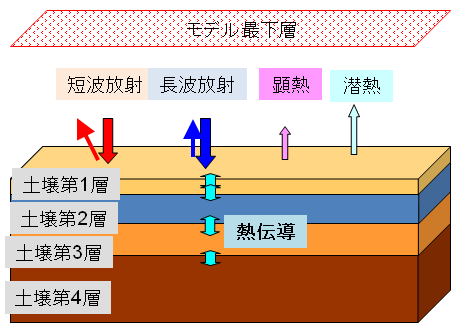 モデル最下層
短波放射
長波放射
顕熱
潜熱
土壌第1層
土壌第2層
熱伝導
土壌第3層
土壌第4層